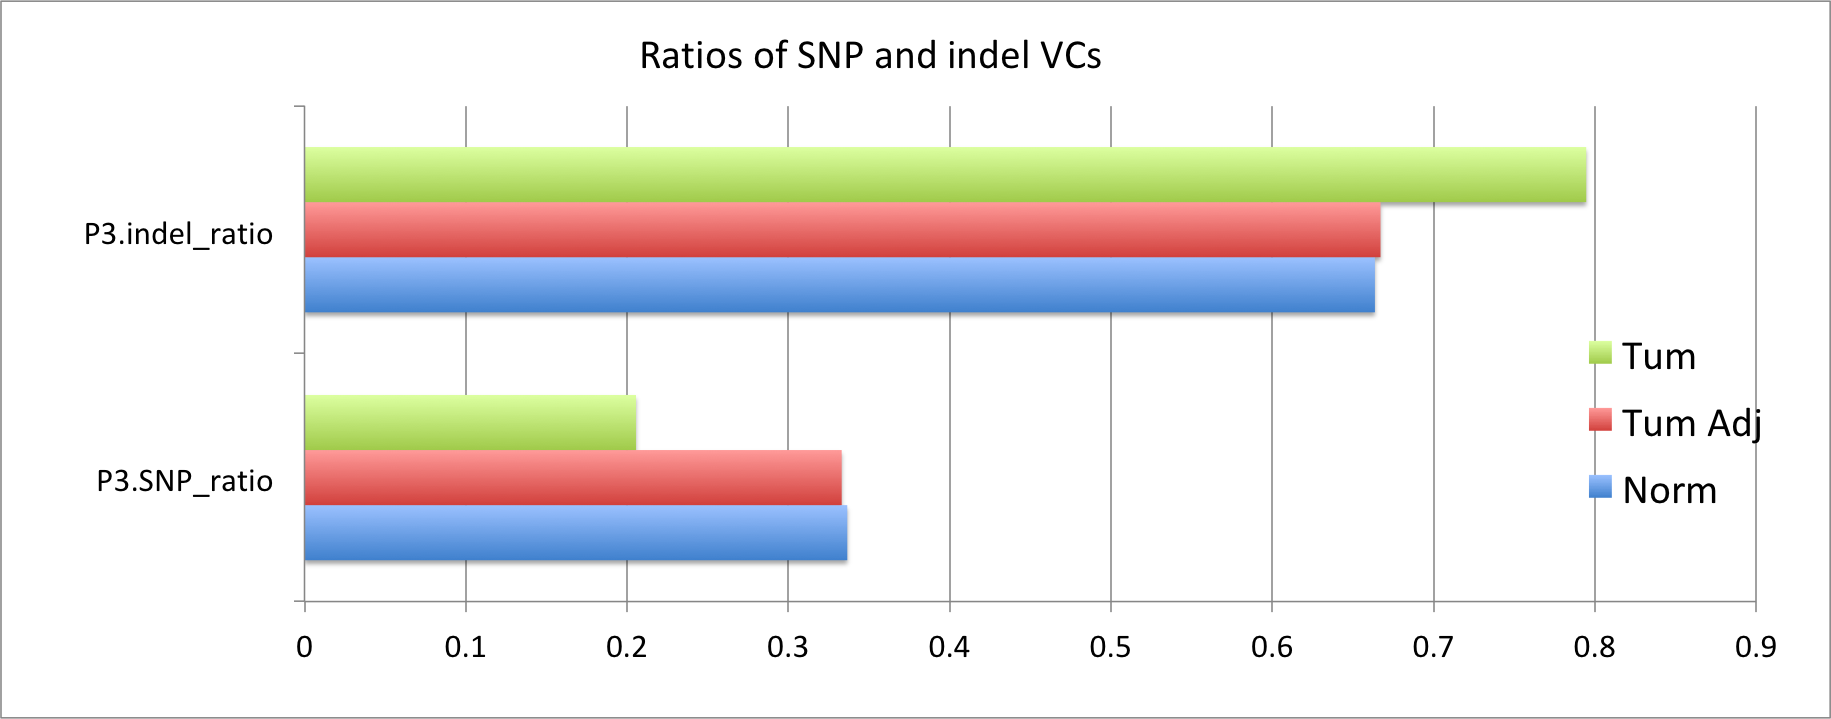 Ratios of SNP and indel VCs
P3.indel_ratio
P3.SNP_ratio
Tum
Tum Adj
Norm
0 0.1 0.2 0.3 0.4 0.5 0.6 0.7 0.8 0.9